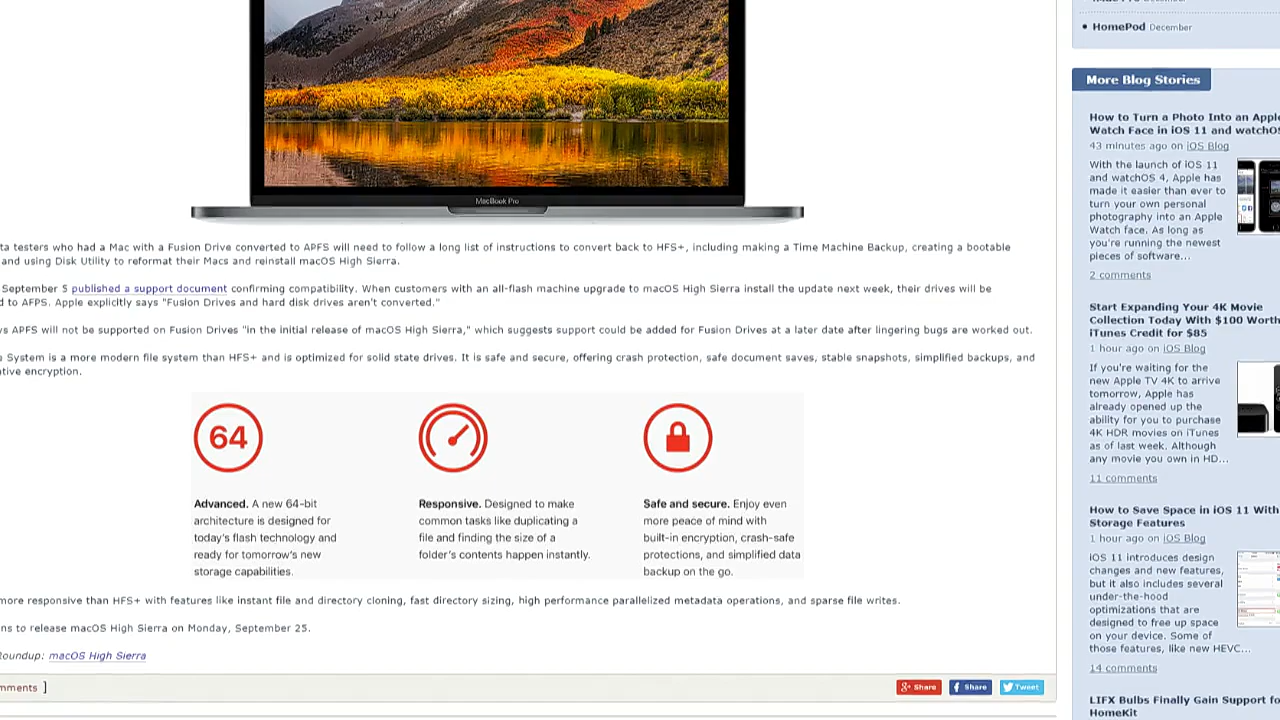 HomePod December
More Blog Stories
MacBook Pro
How to Turn a Photo Into an Apple
Watch Face in iOS 11 and watchOS
43 minutes ago on iOS Blog
With the launch of iOS 11
and watchOS 4, Apple has
made it easier than ever to
turn your own personal
photography into an Apple
Watch face. As long as
you're running the newest
pieces of software...
2 comments
testers who had a Mac with a Fusion Drive converted to APFS will need to follow a long list of instructions to convert back to HFS+, including making a Time Machine Backup, creating a bootable
and using Disk Utility to reformat their Macs and reinstall macOS High Sierra.
September 5 published a support document confirming compatibility. When customers with an all-flash machine upgrade to macOS High Sierra install the update next week, their drives will be
to AFPS. Apple explicitly says "Fusion Drives and hard disk drives aren't converted."
APFS will not be supported on Fusion Drives "in the initial release of macOS High Sierra," which suggests support could be added for Fusion Drives at a later date after lingering bugs are worked out.
System is a more modern file system than HFS+ and is optimized for solid state drives. It is safe and secure, offering crash protection, safe document saves, stable snapshots, simplified backups, and
encryption.
64
Advanced. A new 64-bit
architecture is designed for
today's flash technology and
ready for tomorrow's new
storage capabilities.
Responsive. Designed to make
common tasks like duplicating a
file and finding the size of a
folder's contents happen instantly.
Safe and secure. Enjoy even
more peace of mind with
built-in encryption, crash-safe
protections, and simplified data
backup on the go.
more responsive than HFS+ with features like instant file and directory cloning, fast directory sizing, high performance parallelized metadata operations, and sparse file writes.
to release macOS High Sierra on Monday, September 25.
Roundup: macOS High Sierra
mments ]
Share
Share
Tweet
Start Expanding Your 4K Movie
Collection Today With $100 Worth
iTunes Credit for $85
1 hour ago on iOS Blog
If you're waiting for the
new Apple TV 4K to arrive
tomorrow, Apple has
already opened up the
ability for you to purchase
4K HDR movies on iTunes
as of last week. Although
any movie you own in HD...
11 comments
How to Save Space in iOS 11 With
Storage Features
1 hour ago on iOS Blog
iOS 11 introduces design
changes and new features,
but it also includes several
under-the-hood
optimizations that are
designed to free up space
on your device. Some of
those features, like new HEVC...
14 comments
LIFX Bulbs Finally Gain Support fo
HomeKit